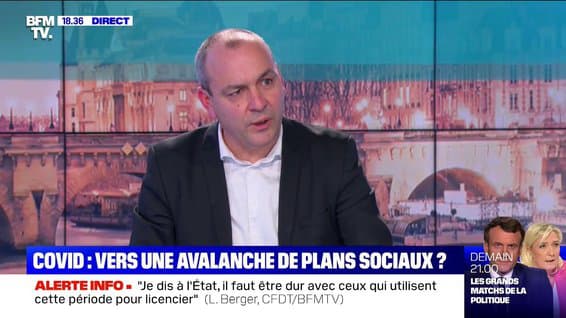 BFM
TV.
18.36 DIRECT
COVID : VERS UNE AVALANCHE DE PLANS SOCIAUX ?
ALERTE INFO "Je dis à l'État, il faut être dur avec ceux qui utilisent
cette période pour licencier" (L. Berger, CFDT/BFMTV)
DEMAIN
21.00
LES GRANDS
MATCHS DE LA
POLITIQUE